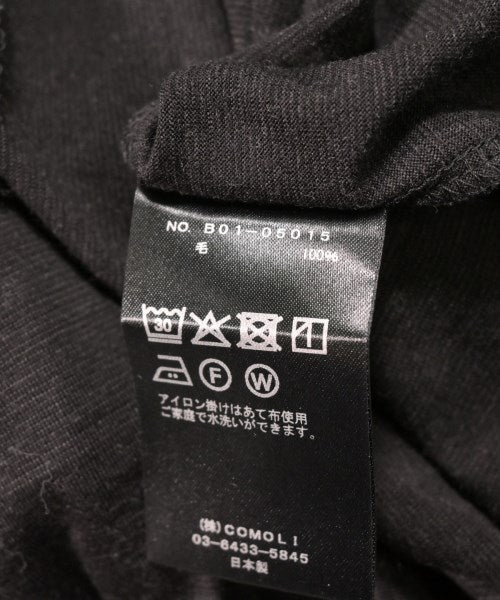 NO. B01-05015
毛 100%
30
F W
アイロン掛けはあて布使用
ご家庭で水洗いができます。
(株) COMOLI
03-6433-5845
日本製